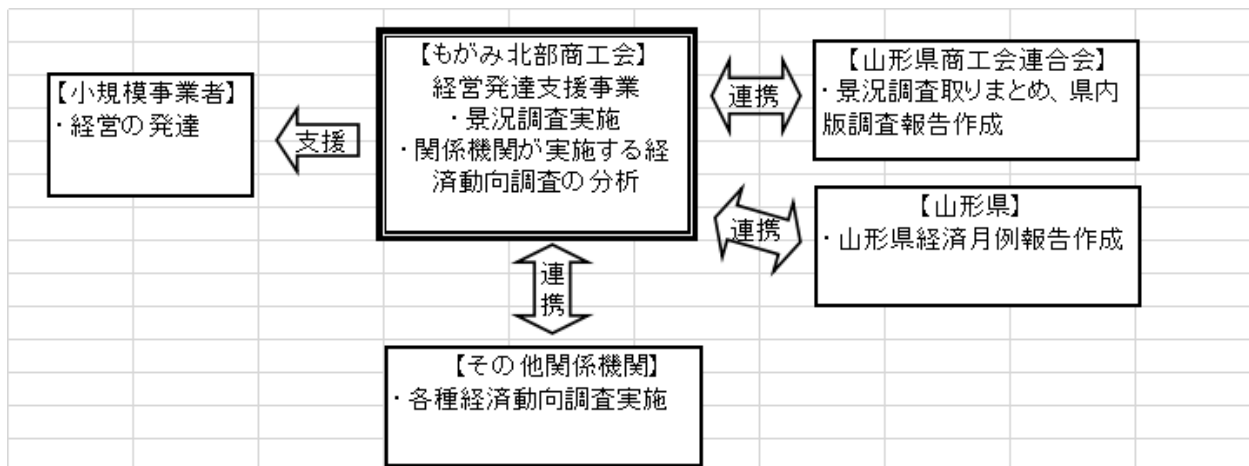 【小規模事業者】
・経営の発達
支援
【もがみ北部商工会】
経営発達支援事業
・景況調査実施
・関係機関が実施する経
済動向調査の分析
連携
【山形県商工会連合会】
・景況調査取りまとめ、県内
版調査報告作成
連携
【山形県】
・山形県経済月例報告作成
連
携
【その他関係機関】
・各種経済動向調査実施